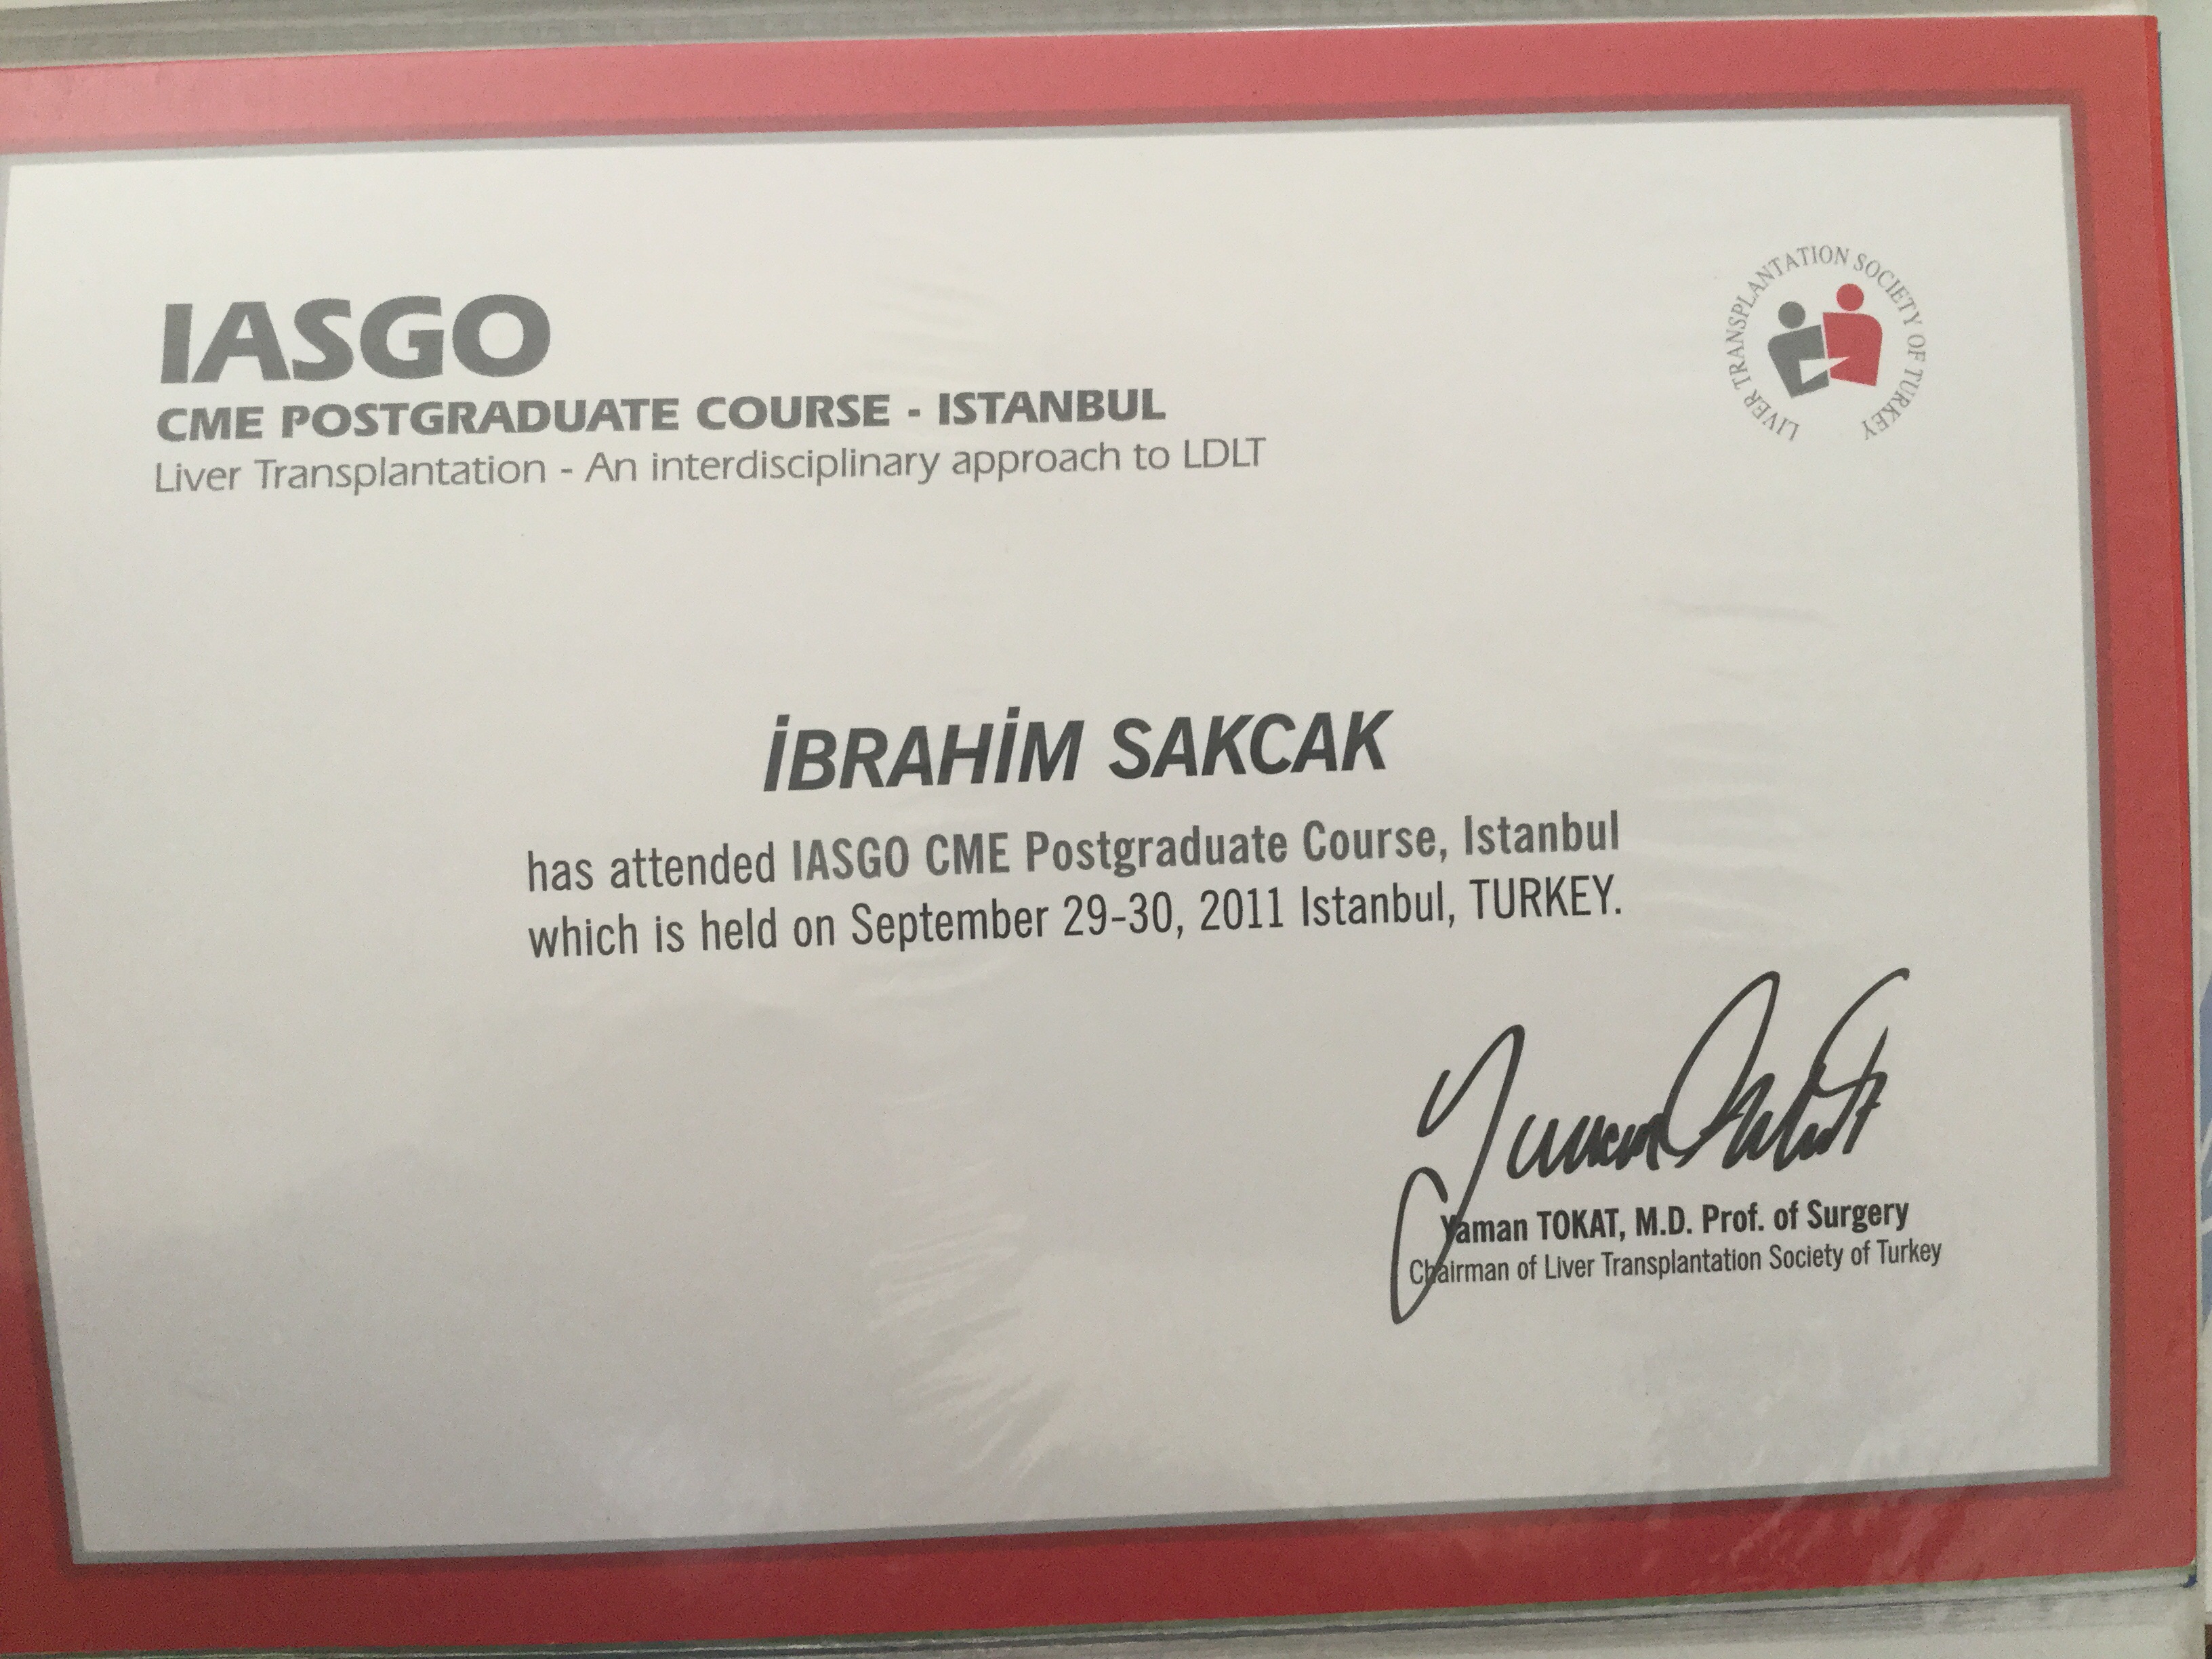 IASGO
CME POSTGRADUATE COURSE - ISTANBUL
Liver Transplantation - An interdisciplinary approach to LDLT
LIVER TRANSPLANTATION SOCIETY OF TURKEY
İBRAHİM SAKCAK
has attended IASGO CME Postgraduate Course, Istanbul
which is held on September 29-30, 2011 Istanbul, TURKEY.
Yaman TOKAT, M.D. Prof. of Surgery
Chairman of Liver Transplantation Society of Turkey